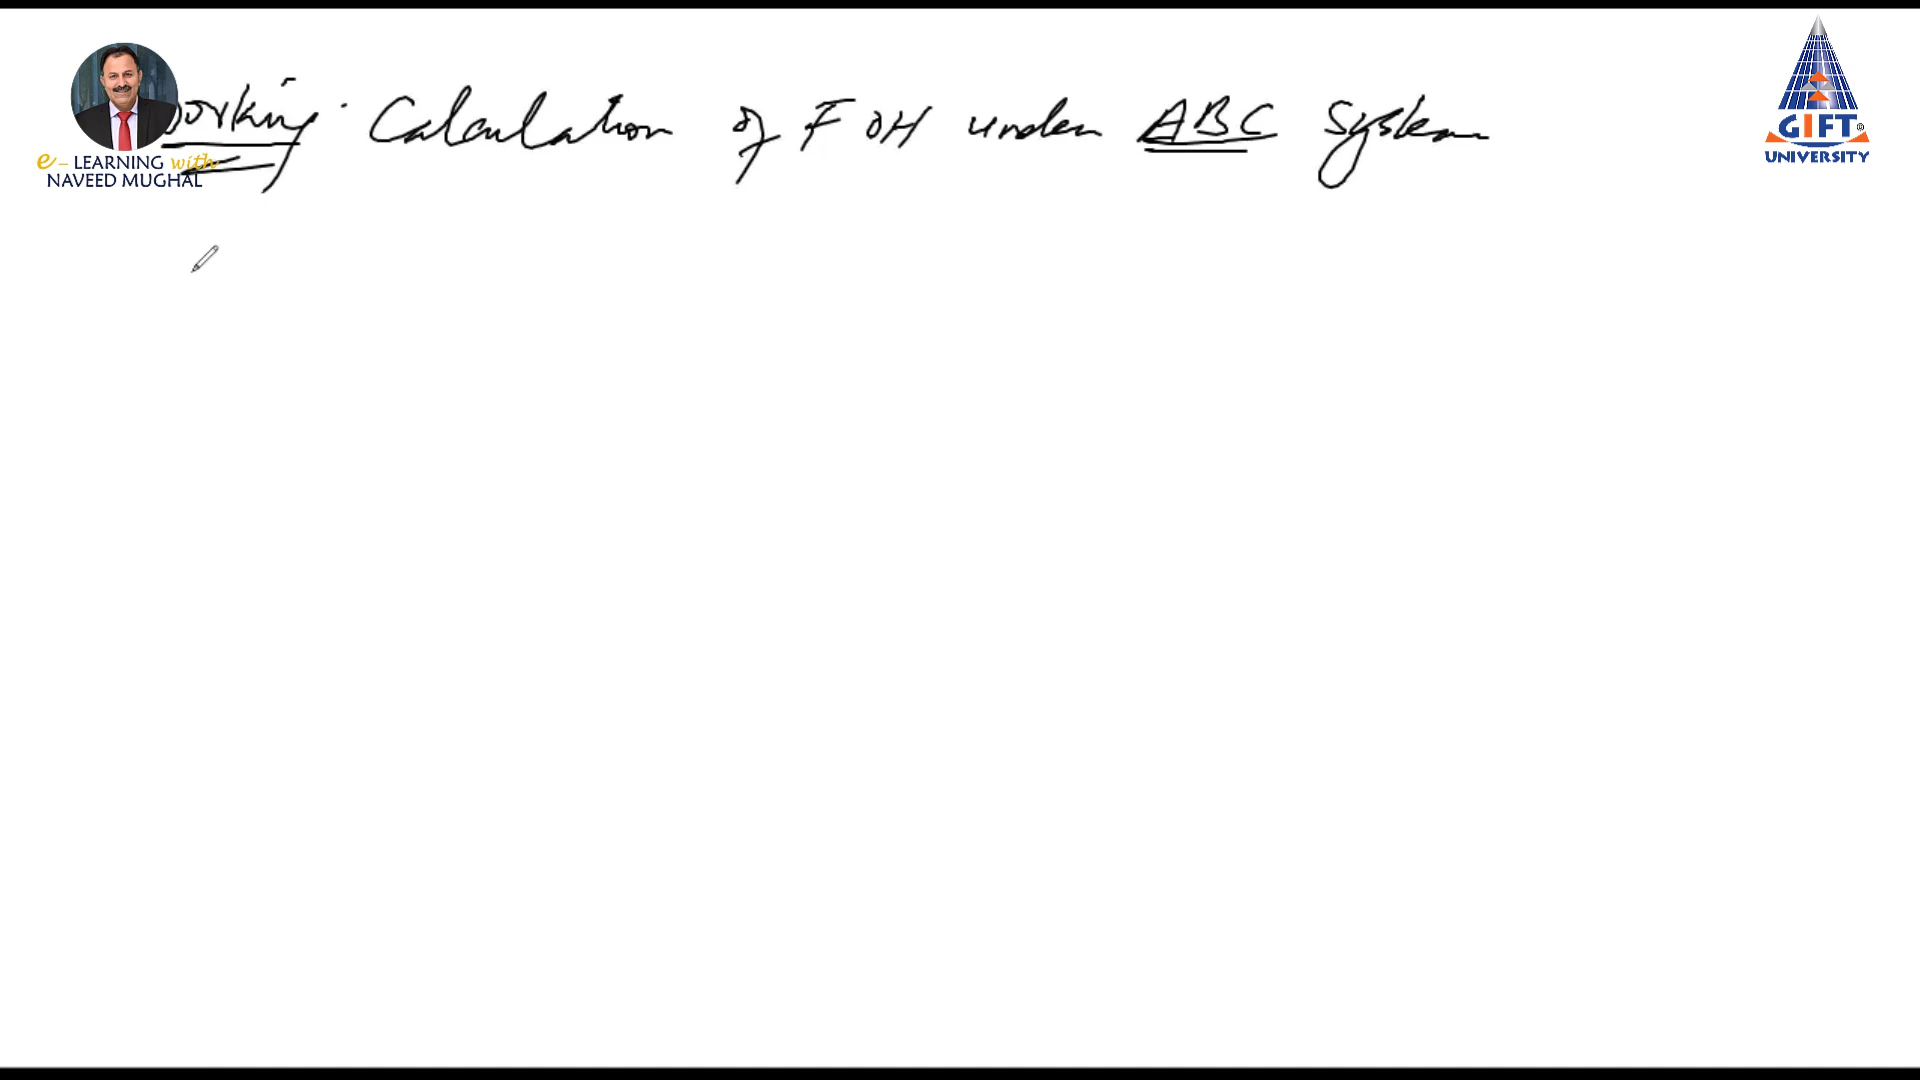 Working: Calculation of FOH under ABC System
e-LEARNING with
NAVEED MUGHAL
GIFT®
UNIVERSITY